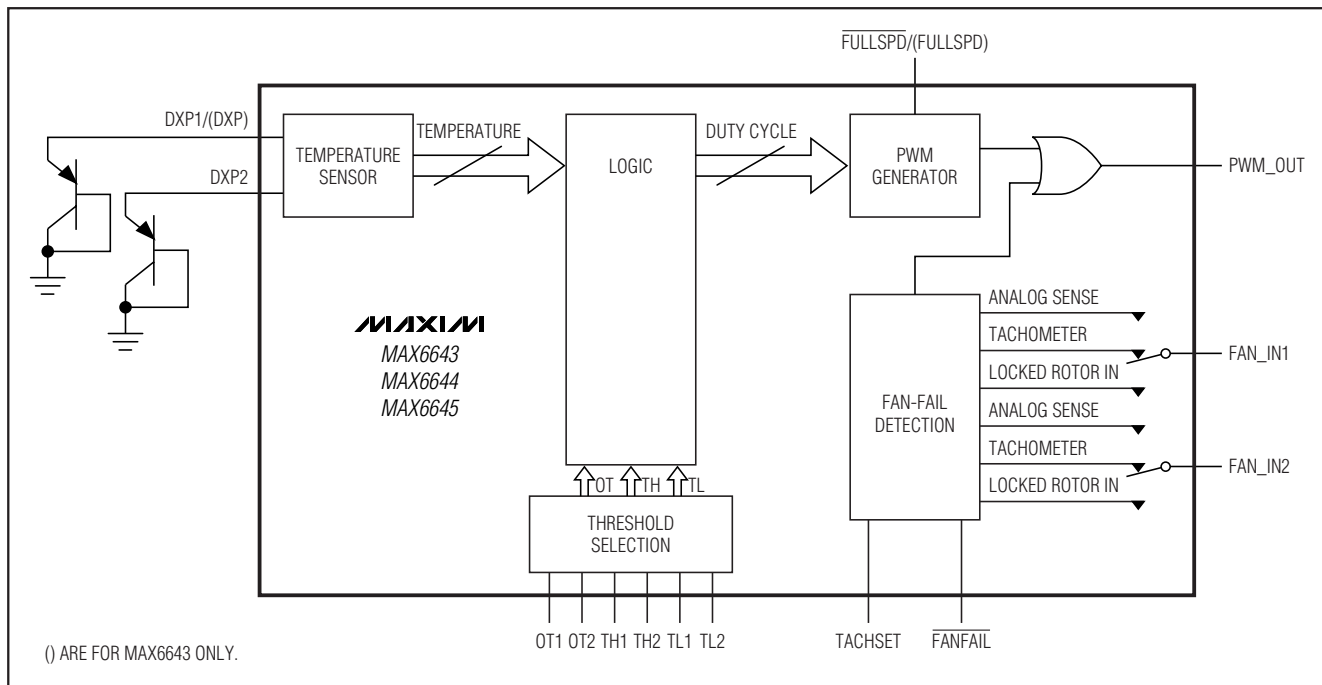 F̅U̅L̅L̅S̅P̅D̅/(FULLSPD)
DXP1/(DXP)
DXP2
TEMPERATURE
SENSOR
TEMPERATURE
LOGIC
DUTY CYCLE
PWM
GENERATOR
PWM_OUT
MAXIM
MAX6643
MAX6644
MAX6645
FAN-FAIL
DETECTION
ANALOG SENSE
TACHOMETER
LOCKED ROTOR IN
ANALOG SENSE
TACHOMETER
LOCKED ROTOR IN
FAN_IN1
FAN_IN2
OT
TH
TL
THRESHOLD
SELECTION
OT1 OT2 TH1 TH2 TL1 TL2
TACHSET
F̅A̅N̅F̅A̅I̅L̅
() ARE FOR MAX6643 ONLY.